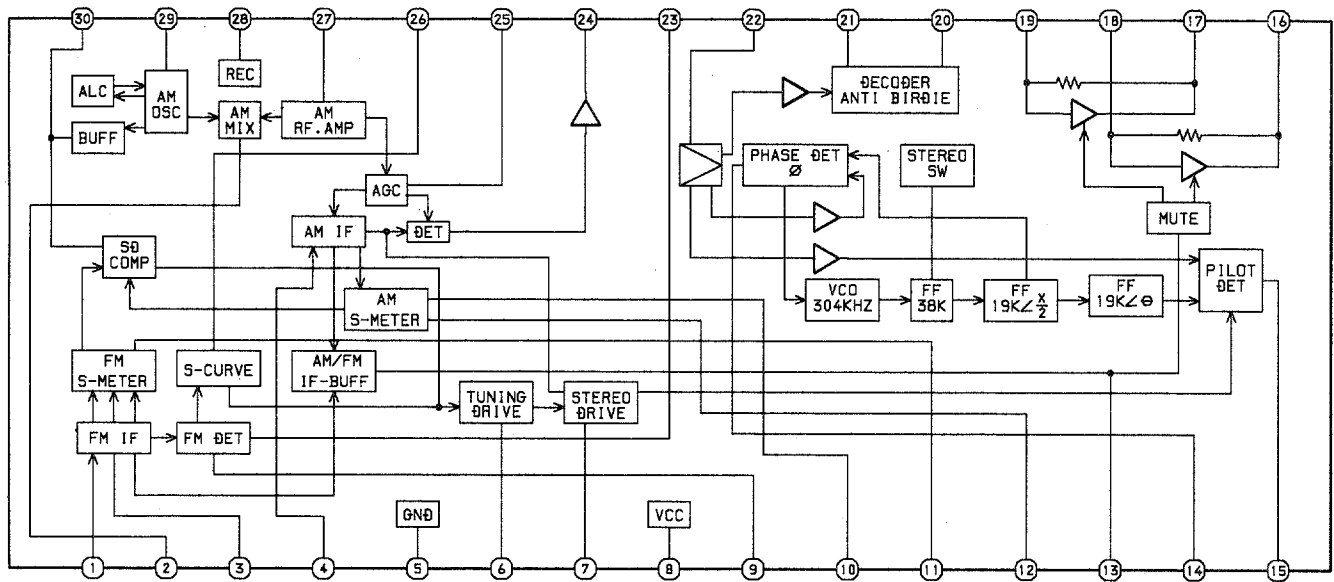 30 29 28 27 26 25 24 23 22 21 20 19 18 17 16
REC
ALC
AM
OSC
AM
MIX
AM
RF.AMP
BUFF
DECODER
ANTI BIRDIE
PHASE DET
Ø
STEREO
SW
AGC
AM IF
DET
MUTE
SD
COMP
PILOT
DET
VCO
304KHZ
FF
38K
FF
19K∠X/2
FF
19K∠Θ
AM
S-METER
FM
S-METER
S-CURVE
AM/FM
IF-BUFF
TUNING
DRIVE
STEREO
DRIVE
FM IF
FM DET
GND
VCC
1 2 3 4 5 6 7 8 9 10 11 12 13 14 15